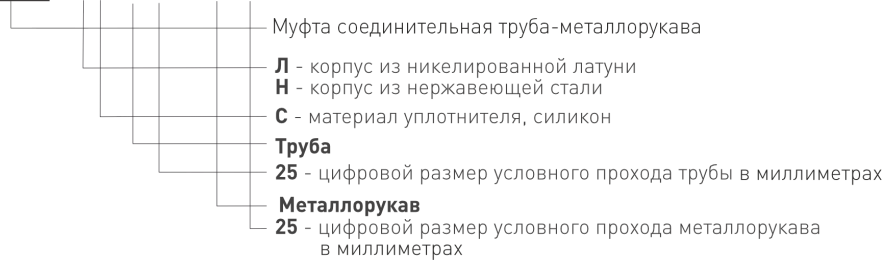 Муфта соединительная труба-металлорукава
Л - корпус из никелированной латуни
Н - корпус из нержавеющей стали
С - материал уплотнителя, силикон
Труба
25 - цифровой размер условного прохода трубы в миллиметрах
Металлорукав
25 - цифровой размер условного прохода металлорукава
в миллиметрах